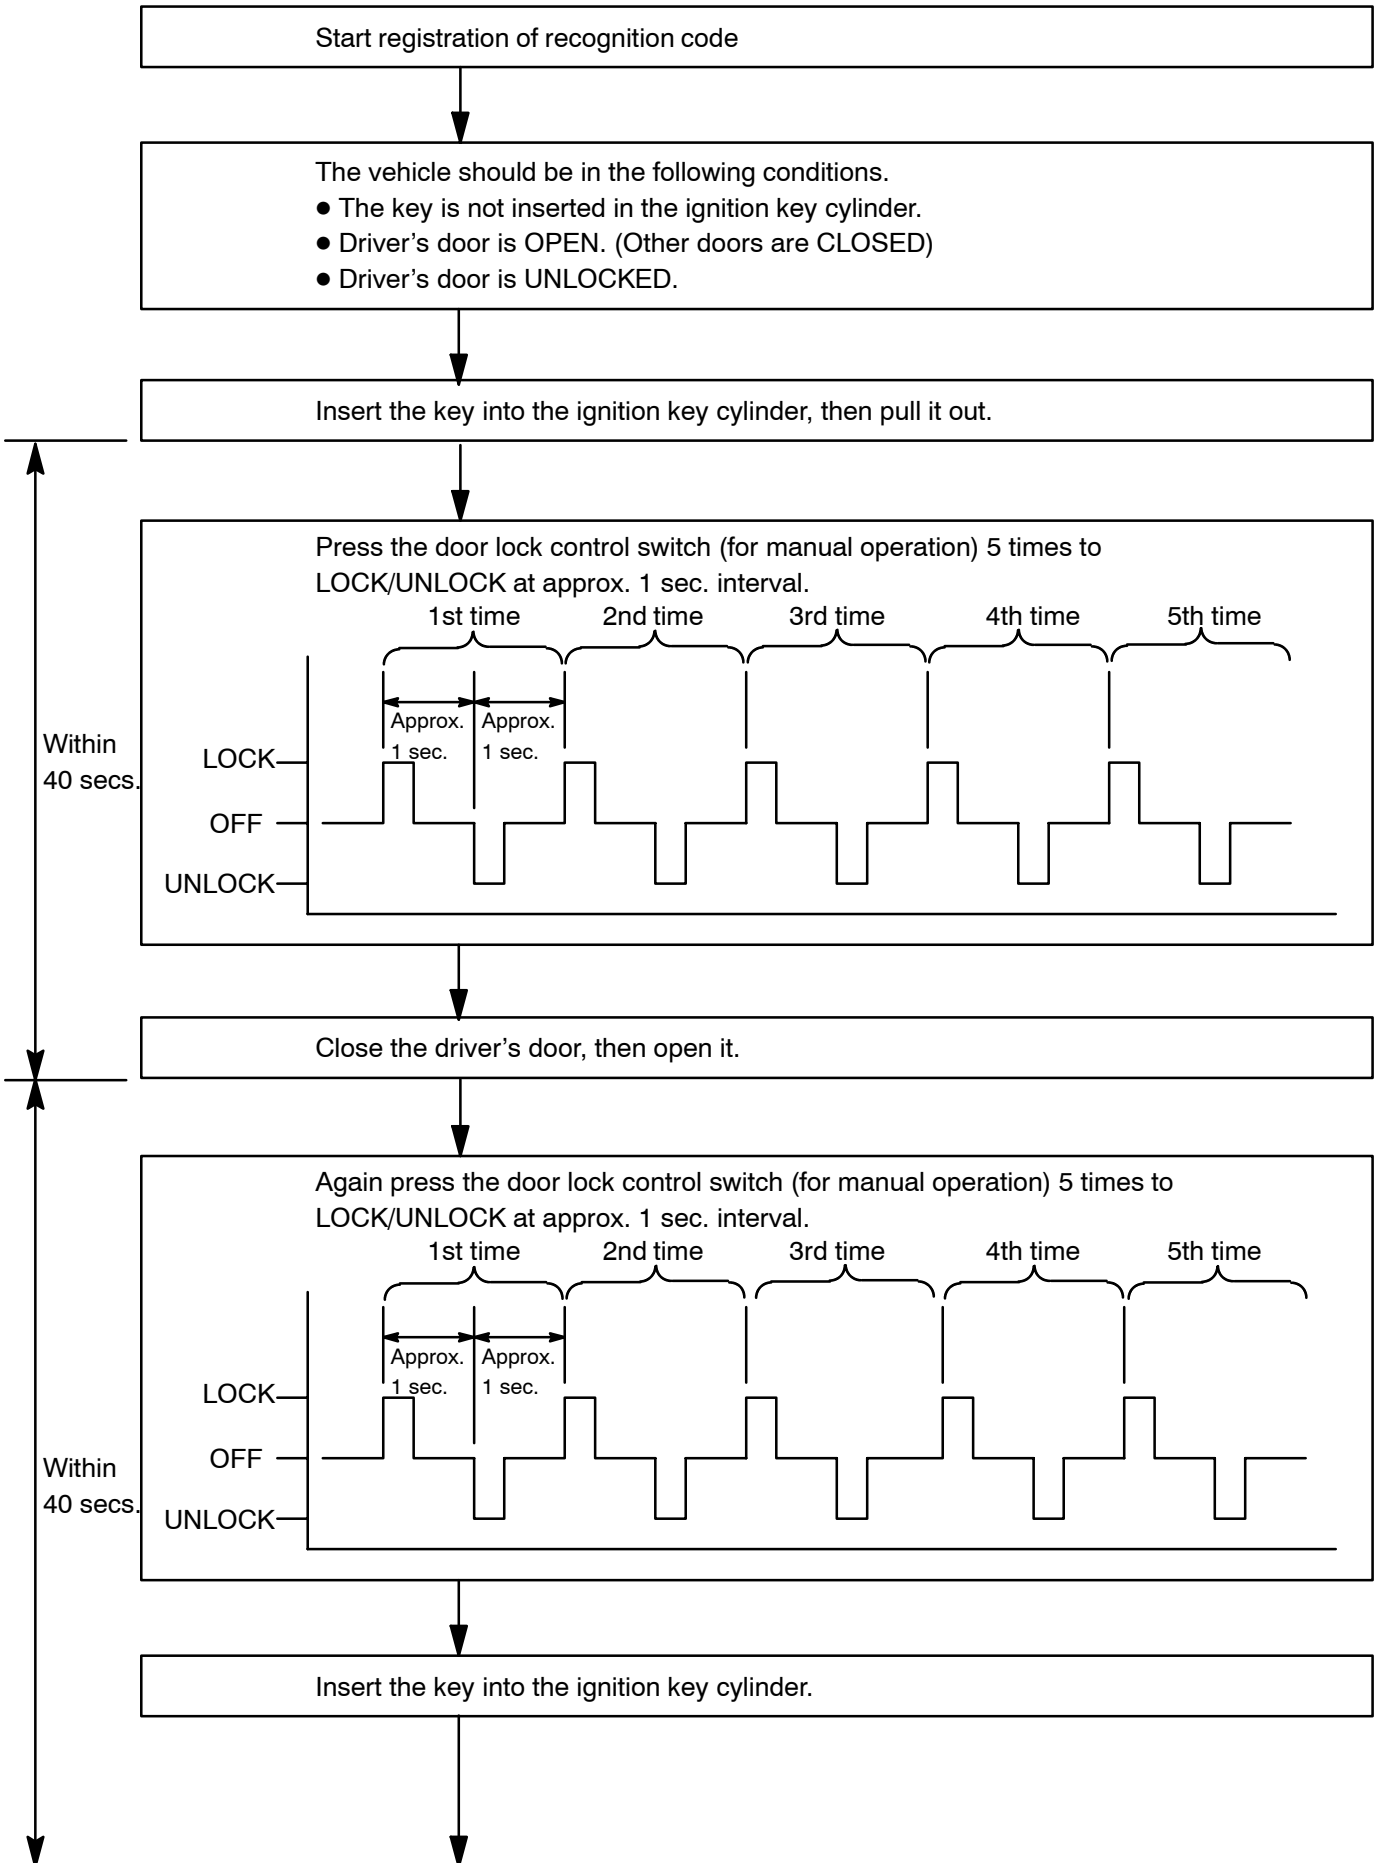 Start registration of recognition code
The vehicle should be in the following conditions.
● The key is not inserted in the ignition key cylinder.
● Driver’s door is OPEN. (Other doors are CLOSED)
● Driver’s door is UNLOCKED.
Insert the key into the ignition key cylinder, then pull it out.
Press the door lock control switch (for manual operation) 5 times to
LOCK/UNLOCK at approx. 1 sec. interval.
1st time 2nd time 3rd time 4th time 5th time
Approx. Approx.
1 sec. 1 sec.
Within
40 secs.
LOCK
OFF
UNLOCK
Close the driver’s door, then open it.
Again press the door lock control switch (for manual operation) 5 times to
LOCK/UNLOCK at approx. 1 sec. interval.
1st time 2nd time 3rd time 4th time 5th time
Approx. Approx.
1 sec. 1 sec.
LOCK
OFF
UNLOCK
Within
40 secs.
Insert the key into the ignition key cylinder.